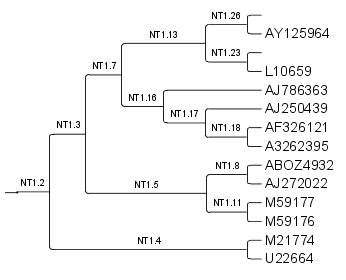 NT1.26
AY125964
NT1.13
NT1.23
L10659
NT1.7
AJ786363
NT1.16
AJ250439
NT1.17
AF326121
NT1.18
A3262395
NT1.3
ABOZ4932
NT1.8
AJ272022
NT1.2
NT1.5
M59177
NT1.11
M59176
M21774
NT1.4
U22664